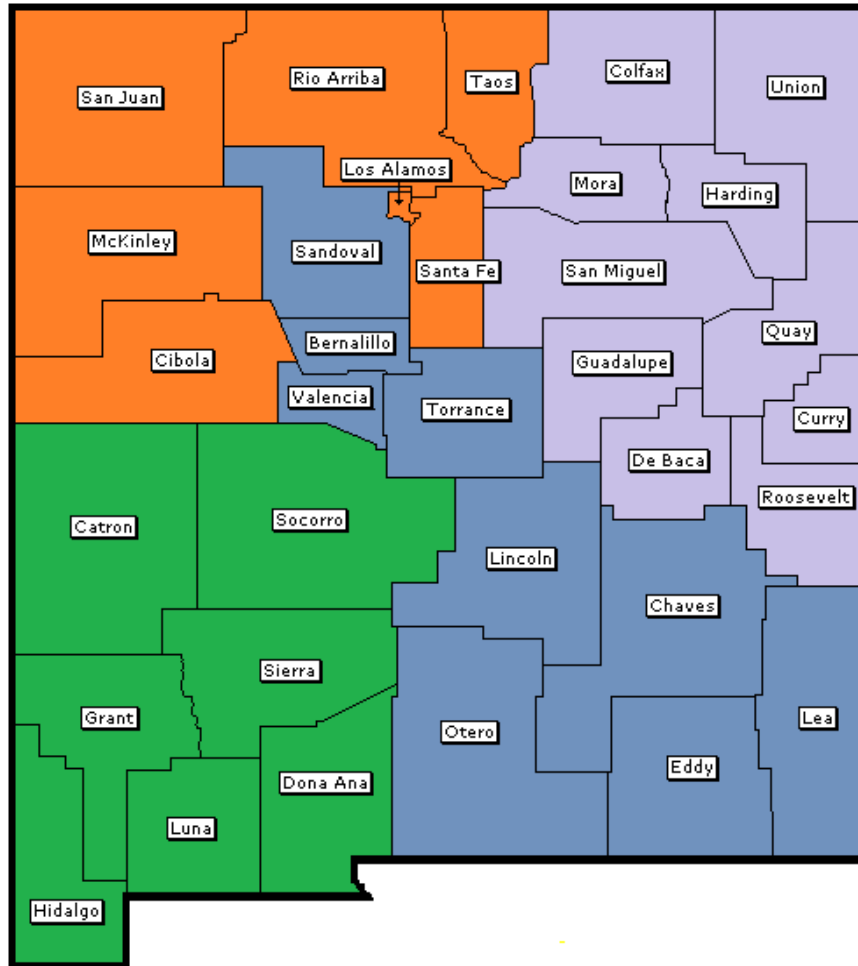 Rio Arriba
Taos
Colfax
Union
San Juan
Los Alamos
Mora
Harding
McKinley
Sandoval
Santa Fe
San Miguel
Bernalillo
Quay
Cibola
Guadalupe
Valencia
Torrance
Curry
De Baca
Roosevelt
Catron
Socorro
Lincoln
Chaves
Sierra
Grant
Otero
Lea
Eddy
Dona Ana
Luna
Hidalgo